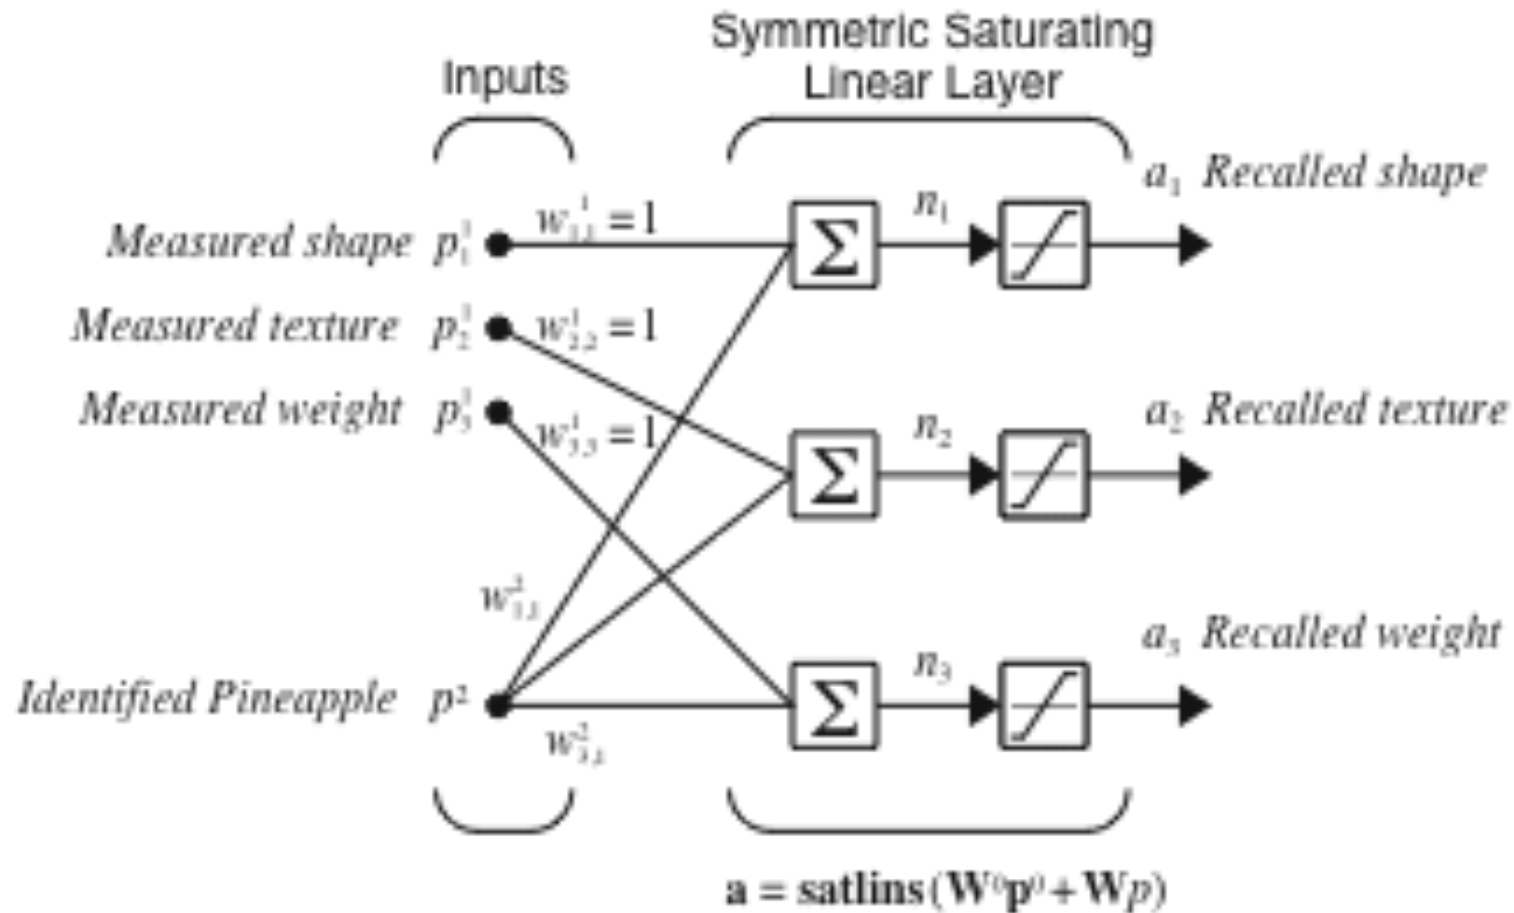 Symmetric Saturating
Linear Layer
Inputs
a₁ Recalled shape
w¹₁,₁ = 1
n₁
Measured shape p¹₁
Σ
Measured texture p¹₂
w¹₂,₂ = 1
Measured weight p¹₃
w¹₃,₃ = 1
n₂
a₂ Recalled texture
Σ
w²₁,₁
n₃
a₃ Recalled weight
Identified Pineapple p²
Σ
w²₃,₁
a = satlins (W⁰p⁰ + Wp)